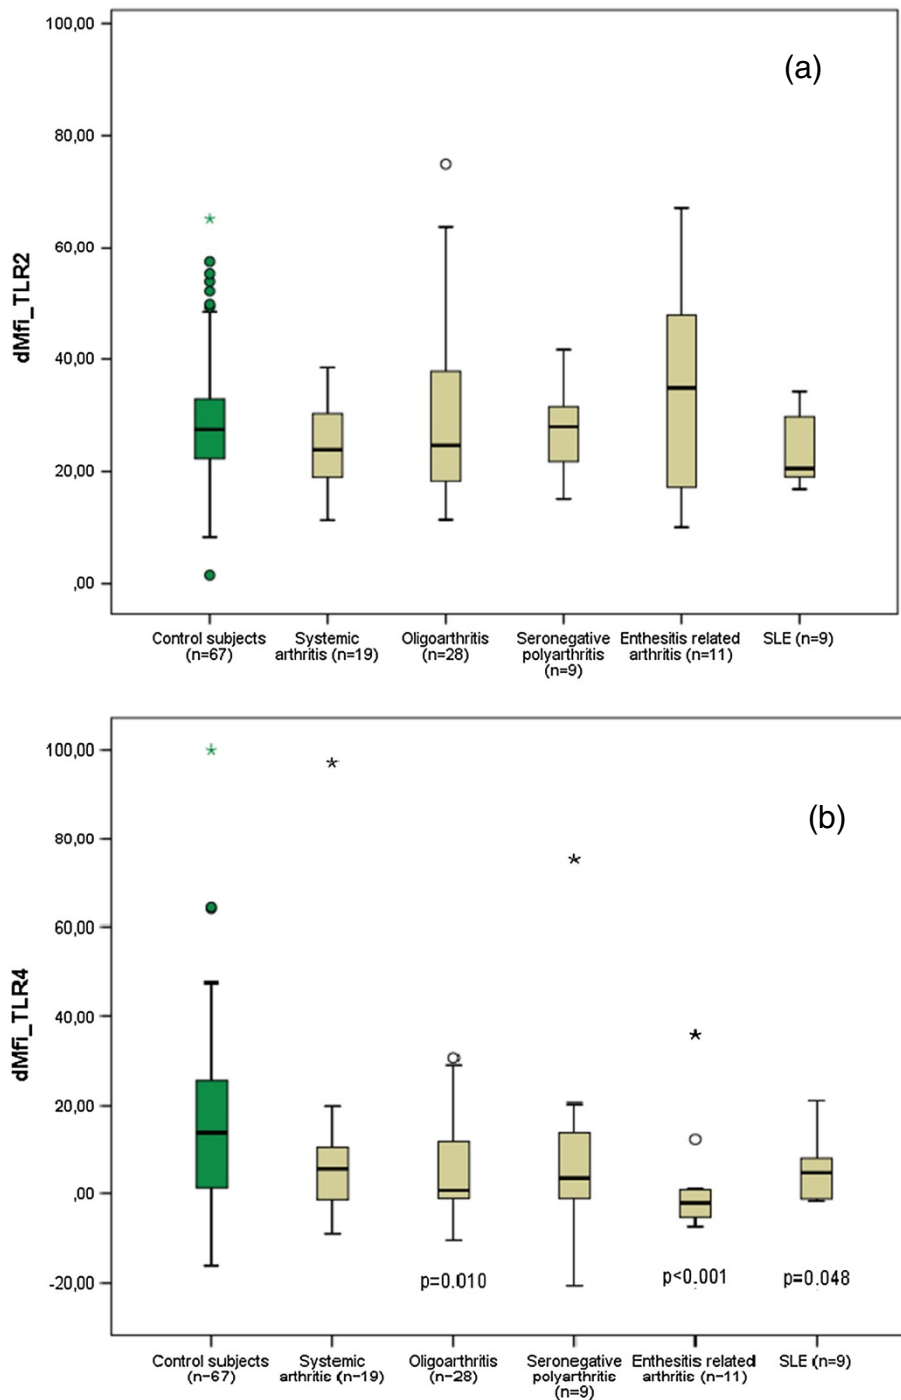 (a)
dMfi_TLR2
100,00
80,00
60,00
40,00
20,00
,00
Control subjects
(n=67)
Systemic
arthritis (n=19)
Oligoarthritis
(n=28)
Seronegative
polyarthritis
(n=9)
Enthesitis related
arthritis (n=11)
SLE (n=9)
(b)
dMfi_TLR4
100,00
80,00
60,00
40,00
20,00
,00
-20,00
p=0.010
p<0.001
p=0.048
Control subjects
(n-67)
Systemic
arthritis (n-19)
Oligoarthritis
(n-28)
Seronegative
polyarthritis
(n=9)
Enthesitis related
arthritis (n-11)
SLE (n=9)